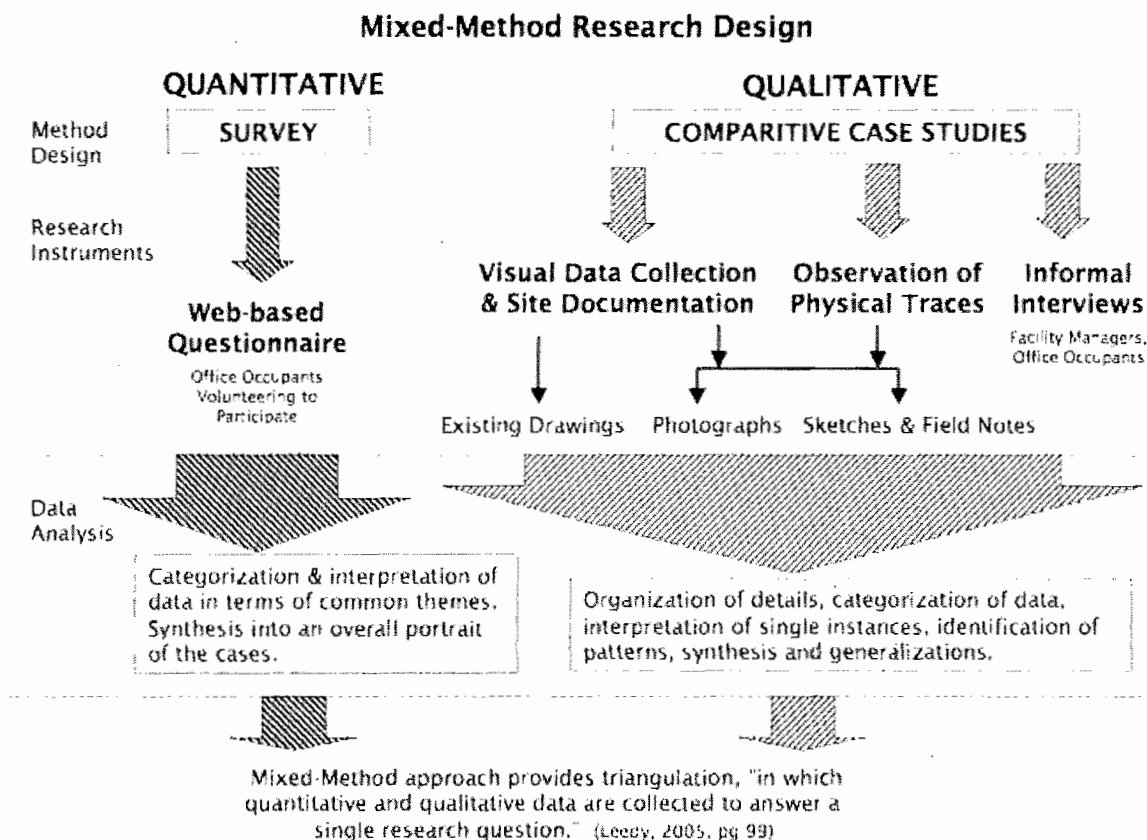 Mixed-Method Research Design
QUANTITATIVE
QUALITATIVE
Method
Design
SURVEY
COMPARITIVE CASE STUDIES
Research
Instruments
Web-based
Questionnaire
Office Occupants
Volunteering to
Participate
Visual Data Collection
& Site Documentation
Observation of
Physical Traces
Informal
Interviews
Facility Managers,
Office Occupants
Existing Drawings
Photographs
Sketches & Field Notes
Data
Analysis
Categorization & interpretation of
data in terms of common themes.
Synthesis into an overall portrait
of the cases.
Organization of details, categorization of data,
interpretation of single instances, identification of
patterns, synthesis and generalizations.
Mixed-Method approach provides triangulation, "in which
quantitative and qualitative data are collected to answer a
single research question." (Leedy, 2005, pg 99)